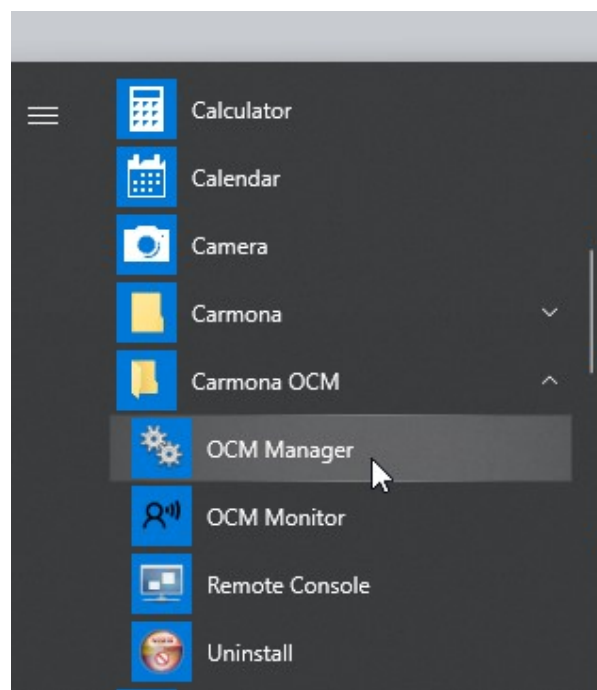 Calculator
Calendar
Camera
Carmona
Carmona OCM
OCM Manager
OCM Monitor
Remote Console
Uninstall